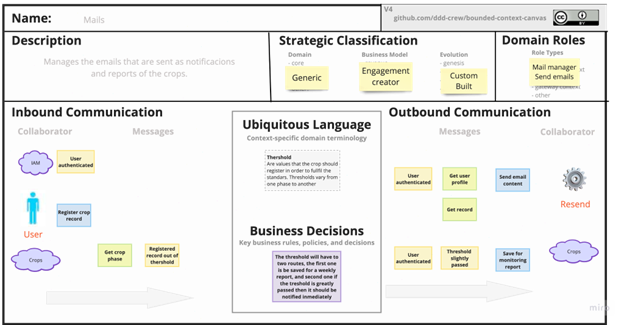 Name: Mails
V4
github.com/ddd-crew/bounded-context-canvas
CC BY
Description
Manages the emails that are sent as notificacions
and reports of the crops.
Strategic Classification
Domain
- core
Generic
Business Model
Engagement
creator
Evolution
- genesis
Custom
Built
Domain Roles
Role Types
Mail manager
Send emails
- gateway context
- other
Inbound Communication
Collaborator
Messages
IAM
User
authenticated
User
Register crop
record
Crops
Get crop
phase
Registered
record out of
thershold
Ubiquitous Language
Context-specific domain terminology
Thershold
Are values that the crop should
register in order to fullfil the
standars. Thresholds vary from
one phase to another
Business Decisions
Key business rules, policies, and decisions
The threshold will have to
two routes, the first one
is be saved for a weekly
report, and second one if
the treshold is greatly
passed then it should be
notified immediately
Outbound Communication
Messages
Collaborator
User
authenticated
Get user
profile
Send email
content
Get record
Resend
User
authenticated
Threshold
slightly
passed
Save for
monitoring
report
Crops
miro